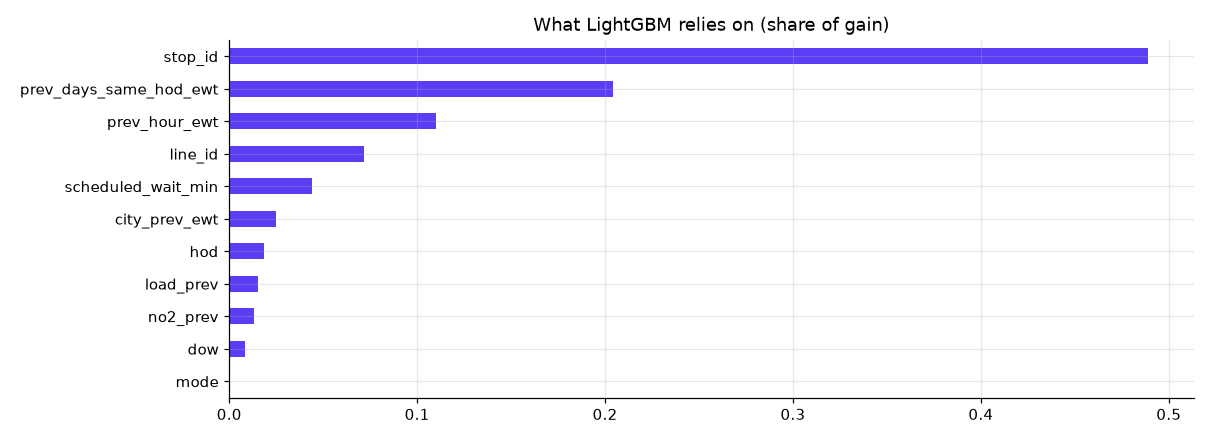 What LightGBM relies on (share of gain)
stop_id
prev_days_same_hod_ewt
prev_hour_ewt
line_id
scheduled_wait_min
city_prev_ewt
hod
load_prev
no2_prev
dow
mode
0.0 0.1 0.2 0.3 0.4 0.5